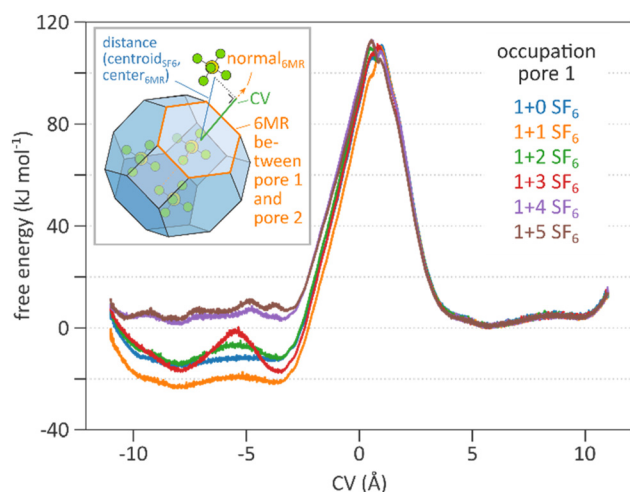 120
80
40
0
-40
free energy (kJ mol⁻¹)
-10
-5
0
5
10
CV (Å)
distance
(centroid_SF6,
center_6MR)
normal_6MR
CV
6MR
be-
tween
pore 1
and
pore 2
occupation
pore 1
1+0 SF₆
1+1 SF₆
1+2 SF₆
1+3 SF₆
1+4 SF₆
1+5 SF₆